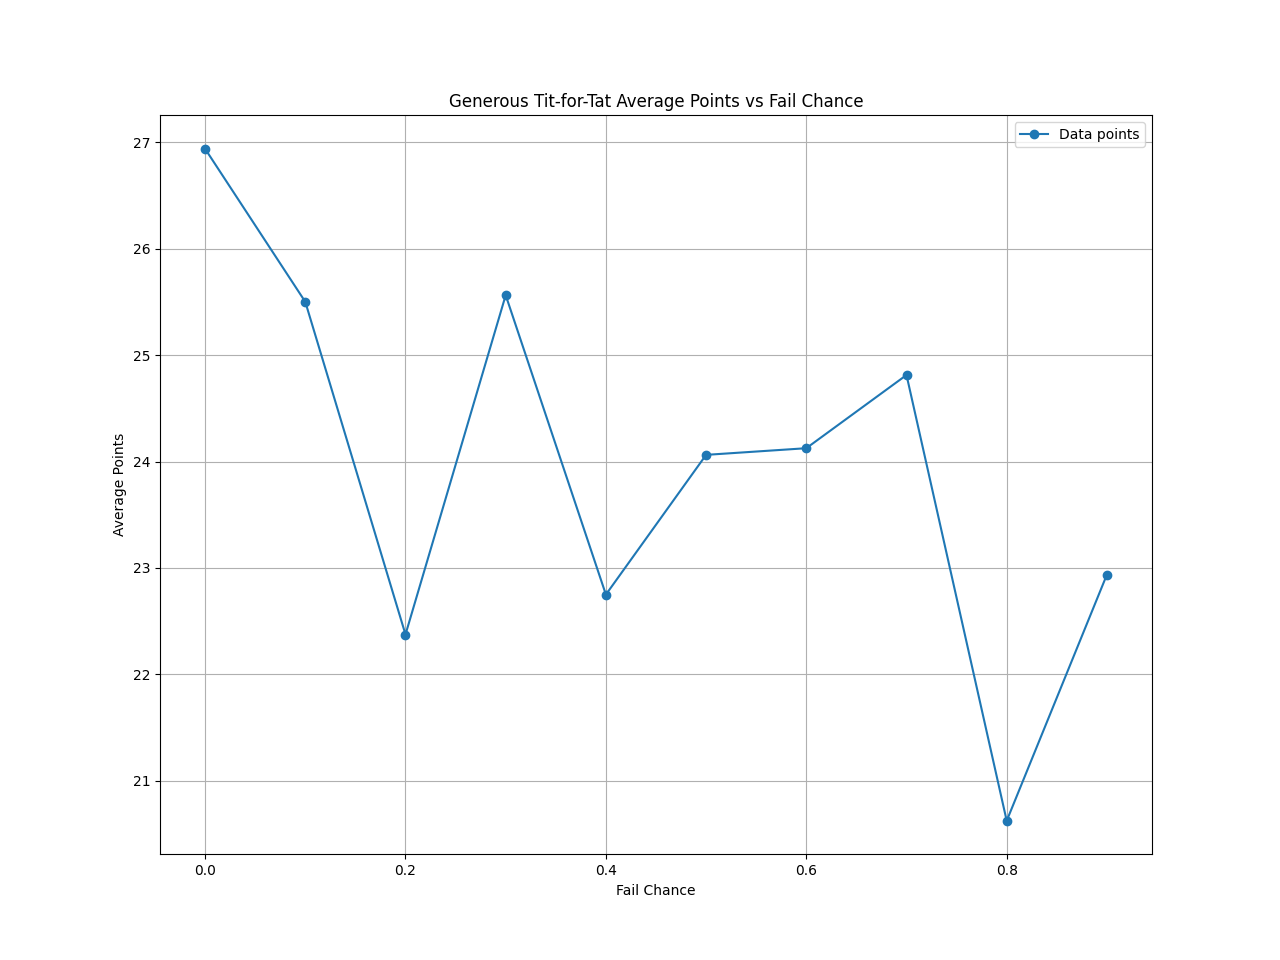 Generous Tit-for-Tat Average Points vs Fail Chance
Data points
27
26
25
24
23
22
21
Average Points
0.0 0.2 0.4 0.6 0.8
Fail Chance